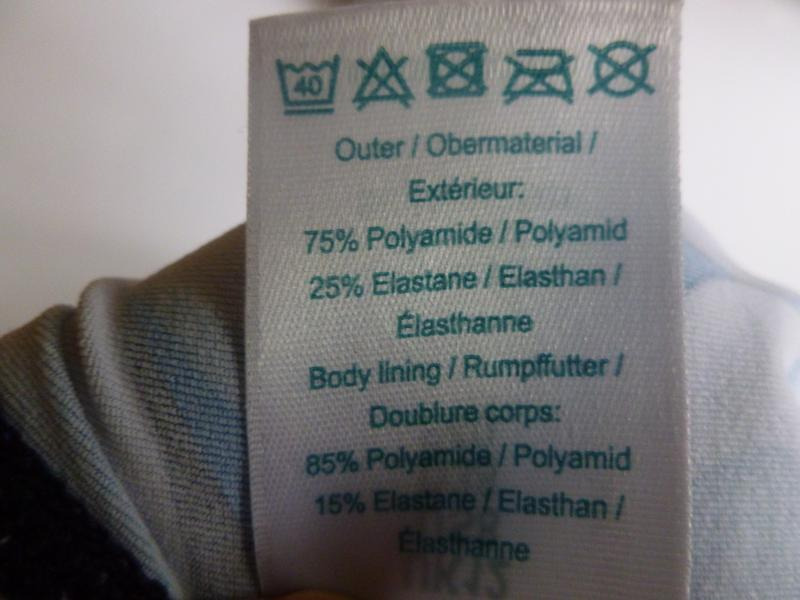 40
Outer / Obermaterial /
Extérieur:
75% Polyamide / Polyamid
25% Elastane / Elasthan /
Élasthanne
Body lining / Rumpffutter /
Doublure corps:
85% Polyamide / Polyamid
15% Elastane / Elasthan /
Élasthanne